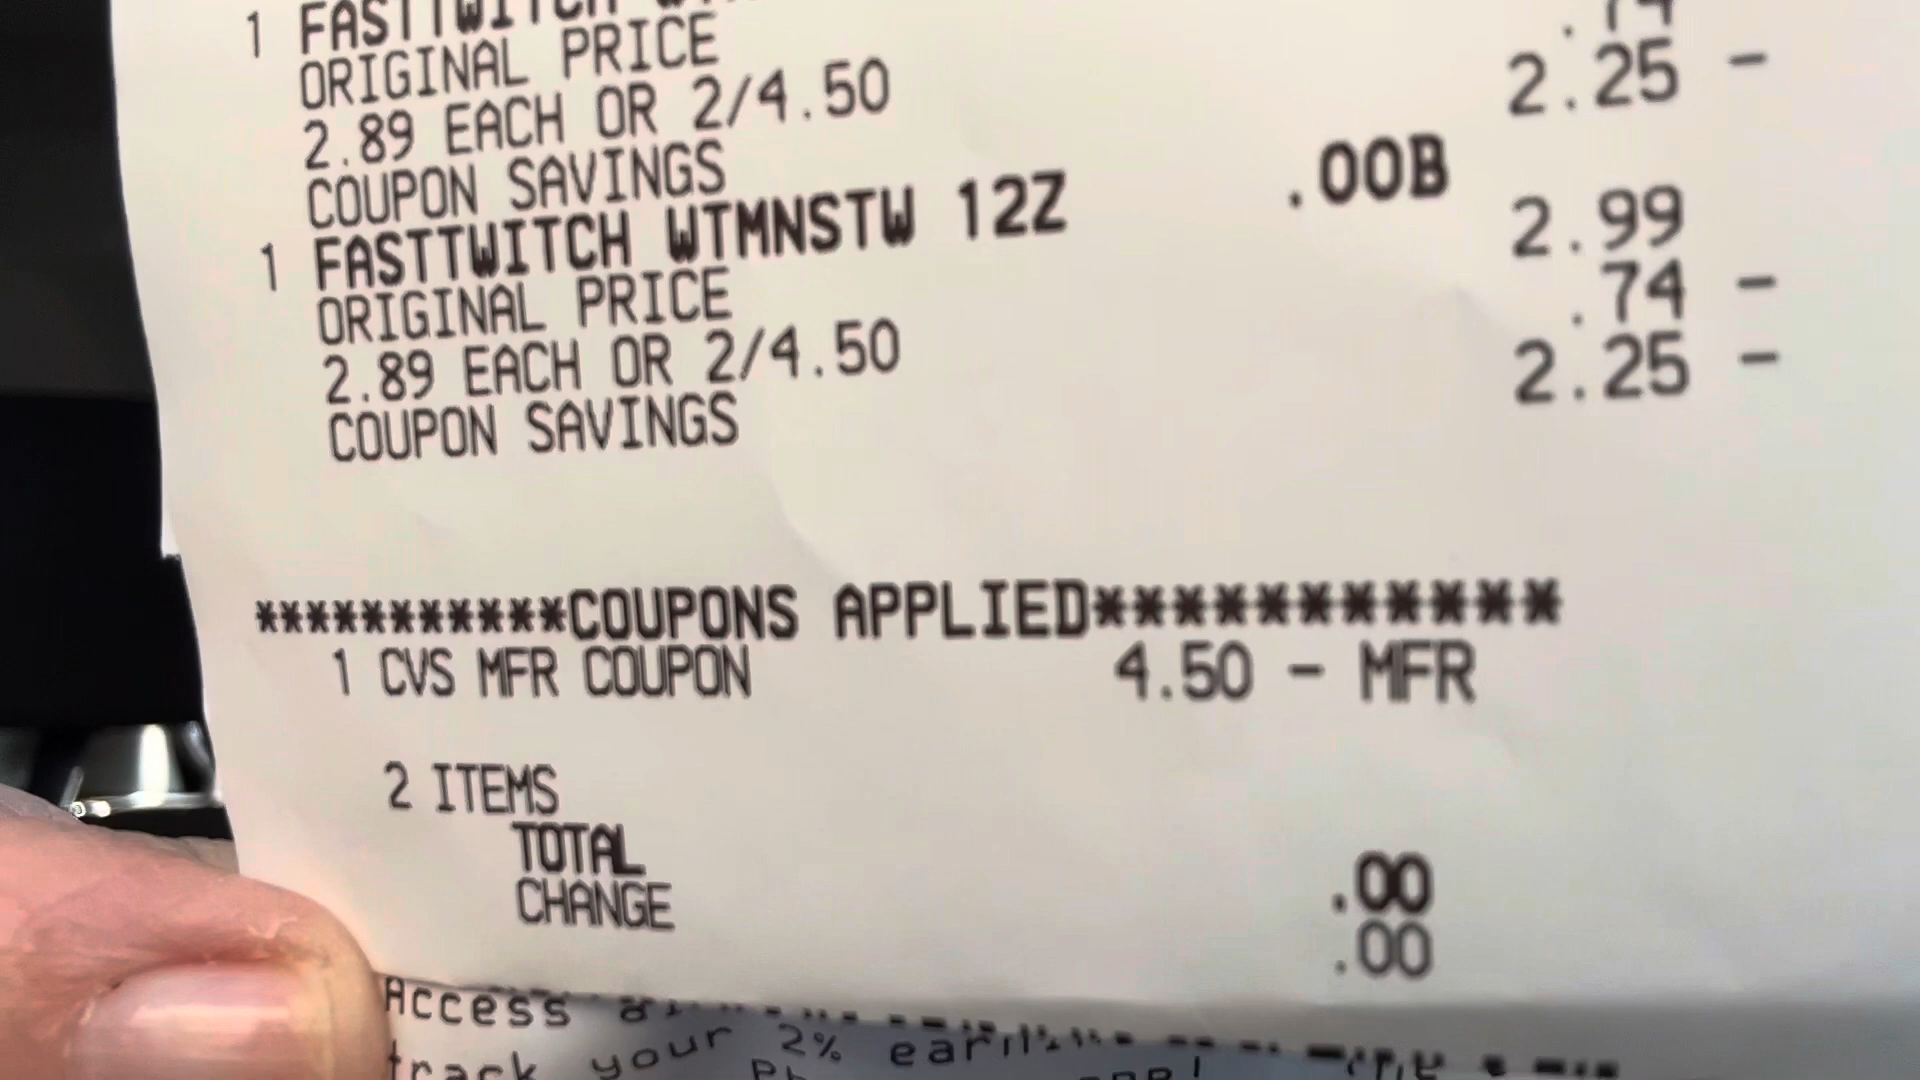 1 FASTTWITCH
ORIGINAL PRICE .74
2.89 EACH OR 2/4.50 2.25 -
COUPON SAVINGS
1 FASTTWITCH WTMNSTW 12Z .00B
ORIGINAL PRICE 2.99
2.89 EACH OR 2/4.50 .74 -
COUPON SAVINGS 2.25 -
***********COUPONS APPLIED***********
1 CVS MFR COUPON 4.50 - MFR
2 ITEMS
TOTAL .00
CHANGE .00
Access
track your 2%